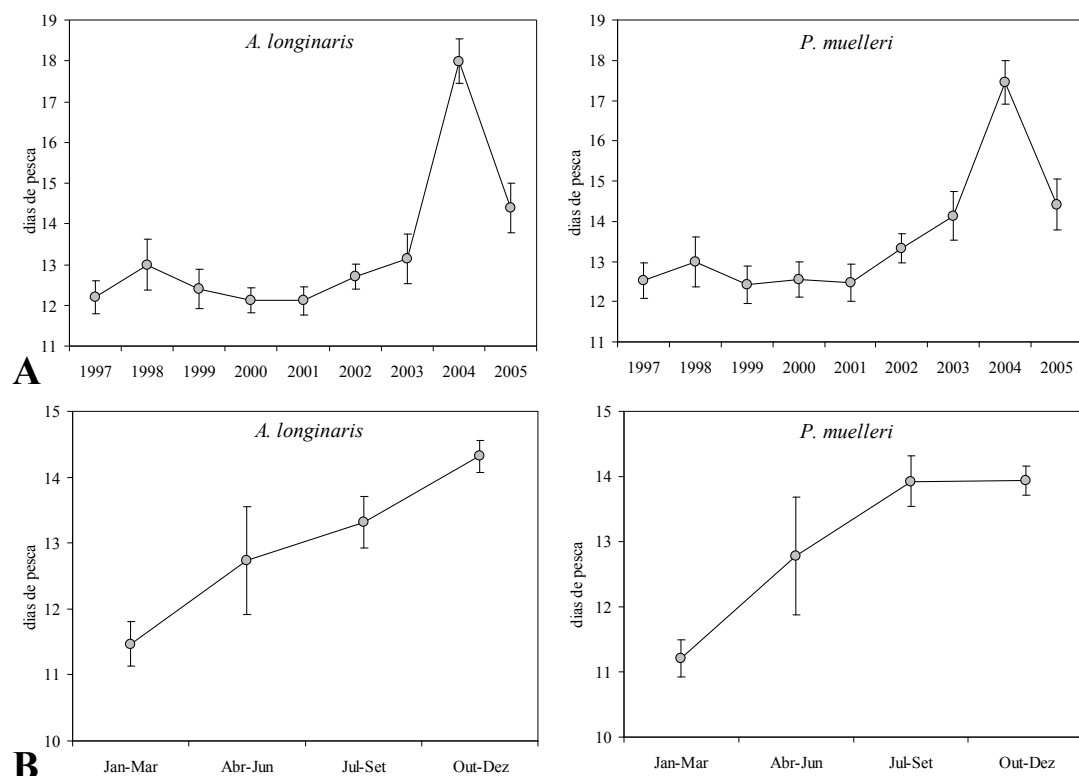 A. longinaris
19
18
17
16
15
14
13
12
11
dias de pesca
1997 1998 1999 2000 2001 2002 2003 2004 2005
P. muelleri
19
18
17
16
15
14
13
12
11
dias de pesca
1997 1998 1999 2000 2001 2002 2003 2004 2005
A
A. longinaris
15
14
13
12
11
10
dias de pesca
Jan-Mar Abr-Jun Jul-Set Out-Dez
P. muelleri
15
14
13
12
11
10
dias de pesca
Jan-Mar Abr-Jun Jul-Set Out-Dez
B